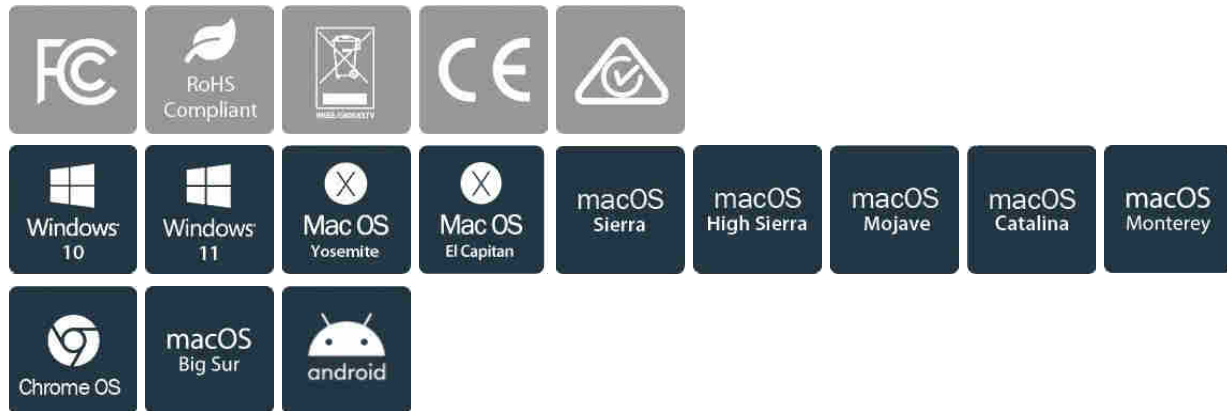 FC
RoHS
Compliant
CE
Windows
10
Windows
11
X
Mac OS
Yosemite
X
Mac OS
El Capitan
macOS
Sierra
macOS
High Sierra
macOS
Mojave
macOS
Catalina
macOS
Monterey
Chrome OS
macOS
Big Sur
android